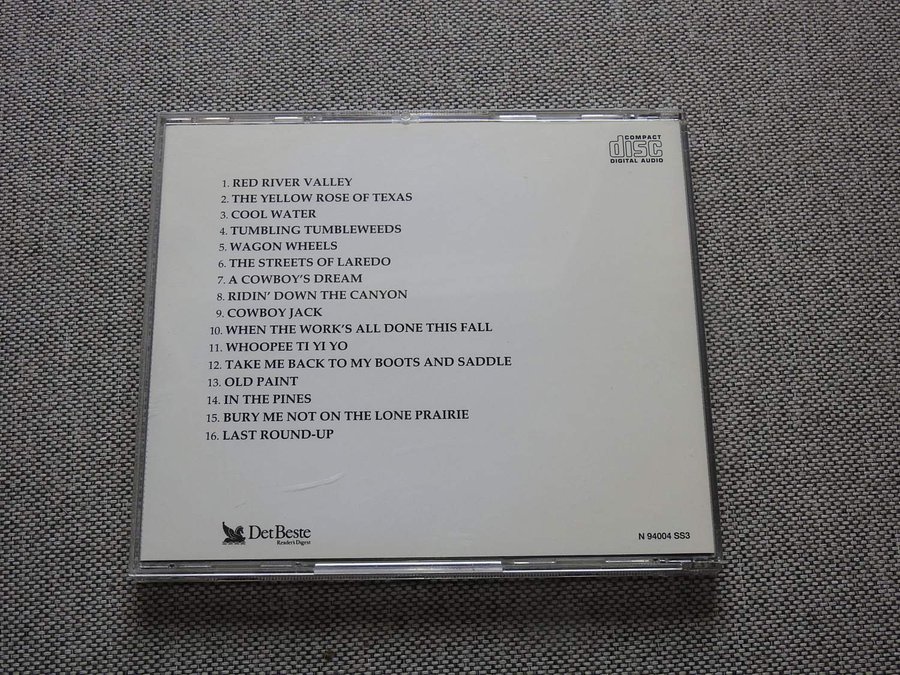 COMPACT
disc
DIGITAL AUDIO
1. RED RIVER VALLEY
2. THE YELLOW ROSE OF TEXAS
3. COOL WATER
4. TUMBLING TUMBLEWEEDS
5. WAGON WHEELS
6. THE STREETS OF LAREDO
7. A COWBOY'S DREAM
8. RIDIN' DOWN THE CANYON
9. COWBOY JACK
10. WHEN THE WORK'S ALL DONE THIS FALL
11. WHOOPEE TI YI YO
12. TAKE ME BACK TO MY BOOTS AND SADDLE
13. OLD PAINT
14. IN THE PINES
15. BURY ME NOT ON THE LONE PRAIRIE
16. LAST ROUND-UP
Det Beste
Reader's Digest
N 94004 SS3